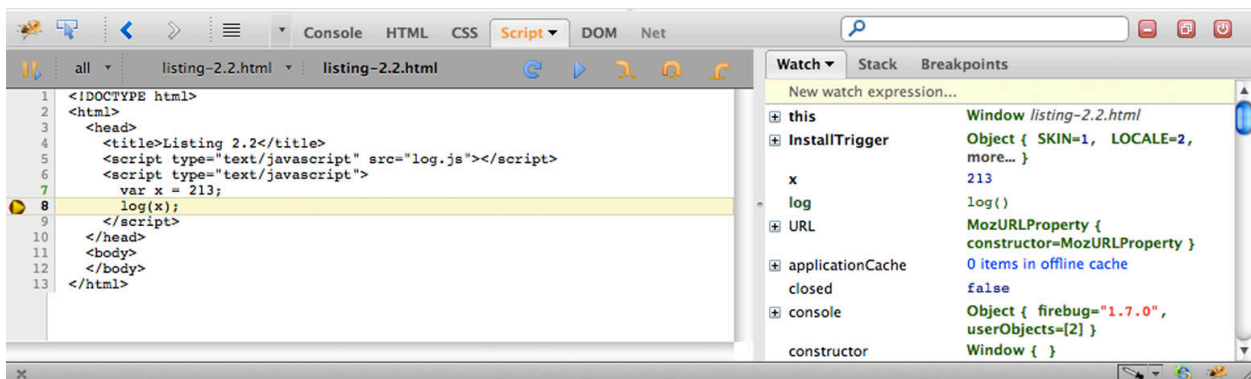 Console HTML CSS Script DOM Net
all listing-2.2.html listing-2.2.html
1 <!DOCTYPE html>
2 <html>
3 <head>
4 <title>Listing 2.2</title>
5 <script type="text/javascript" src="log.js"></script>
6 <script type="text/javascript">
7 var x = 213;
8 log(x);
9 </script>
10 </head>
11 <body>
12 </body>
13 </html>
Watch Stack Breakpoints
New watch expression...
this Window listing-2.2.html
InstallTrigger Object { SKIN=1, LOCALE=2,
more... }
x 213
log log()
URL MozURLProperty {
constructor=MozURLProperty }
applicationCache 0 items in offline cache
closed false
console Object { firebug="1.7.0",
userObjects=[2] }
constructor Window { }